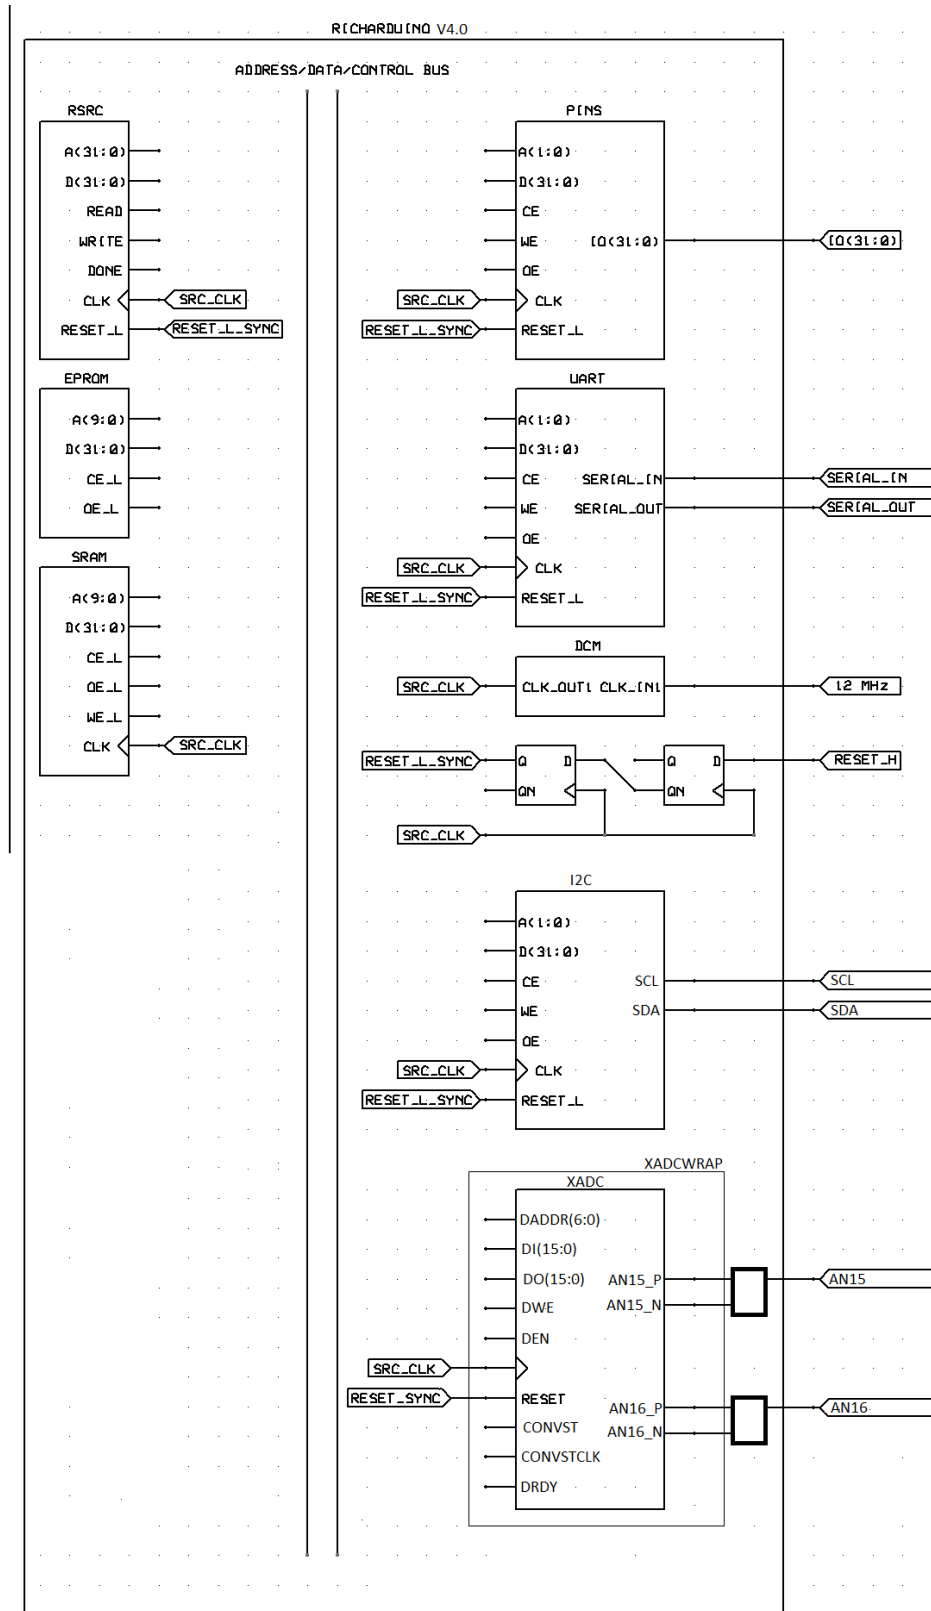 RICHARDUINO V4.0
ADDRESS/DATA/CONTROL BUS
RSRC
A(31:0)
D(31:0)
READ
WRITE
DONE
CLK SRC_CLK
RESET_L RESET_L_SYNC
EPROM
A(9:0)
D(31:0)
CE_L
OE_L
SRAM
A(9:0)
D(31:0)
CE_L
OE_L
WE_L
CLK SRC_CLK
PINS
A(1:0)
D(31:0)
CE
WE IO(31:0) IO(31:0)
OE
SRC_CLK CLK
RESET_L_SYNC RESET_L
UART
A(1:0)
D(31:0)
CE SERIAL_IN SERIAL_IN
WE SERIAL_OUT SERIAL_OUT
OE
SRC_CLK CLK
RESET_L_SYNC RESET_L
DCM
SRC_CLK CLK_OUT1 CLK_IN1 12 MHz
RESET_L_SYNC Q D Q D RESET_H
QN QN
SRC_CLK
I2C
A(1:0)
D(31:0)
CE SCL SCL
WE SDA SDA
OE
SRC_CLK CLK
RESET_L_SYNC RESET_L
XADCWRAP
XADC
DADDR(6:0)
DI(15:0)
DO(15:0) AN15_P AN15
DWE AN15_N
DEN
SRC_CLK
RESET_SYNC RESET
AN16_P AN16
CONVST AN16_N
CONVSTCLK
DRDY